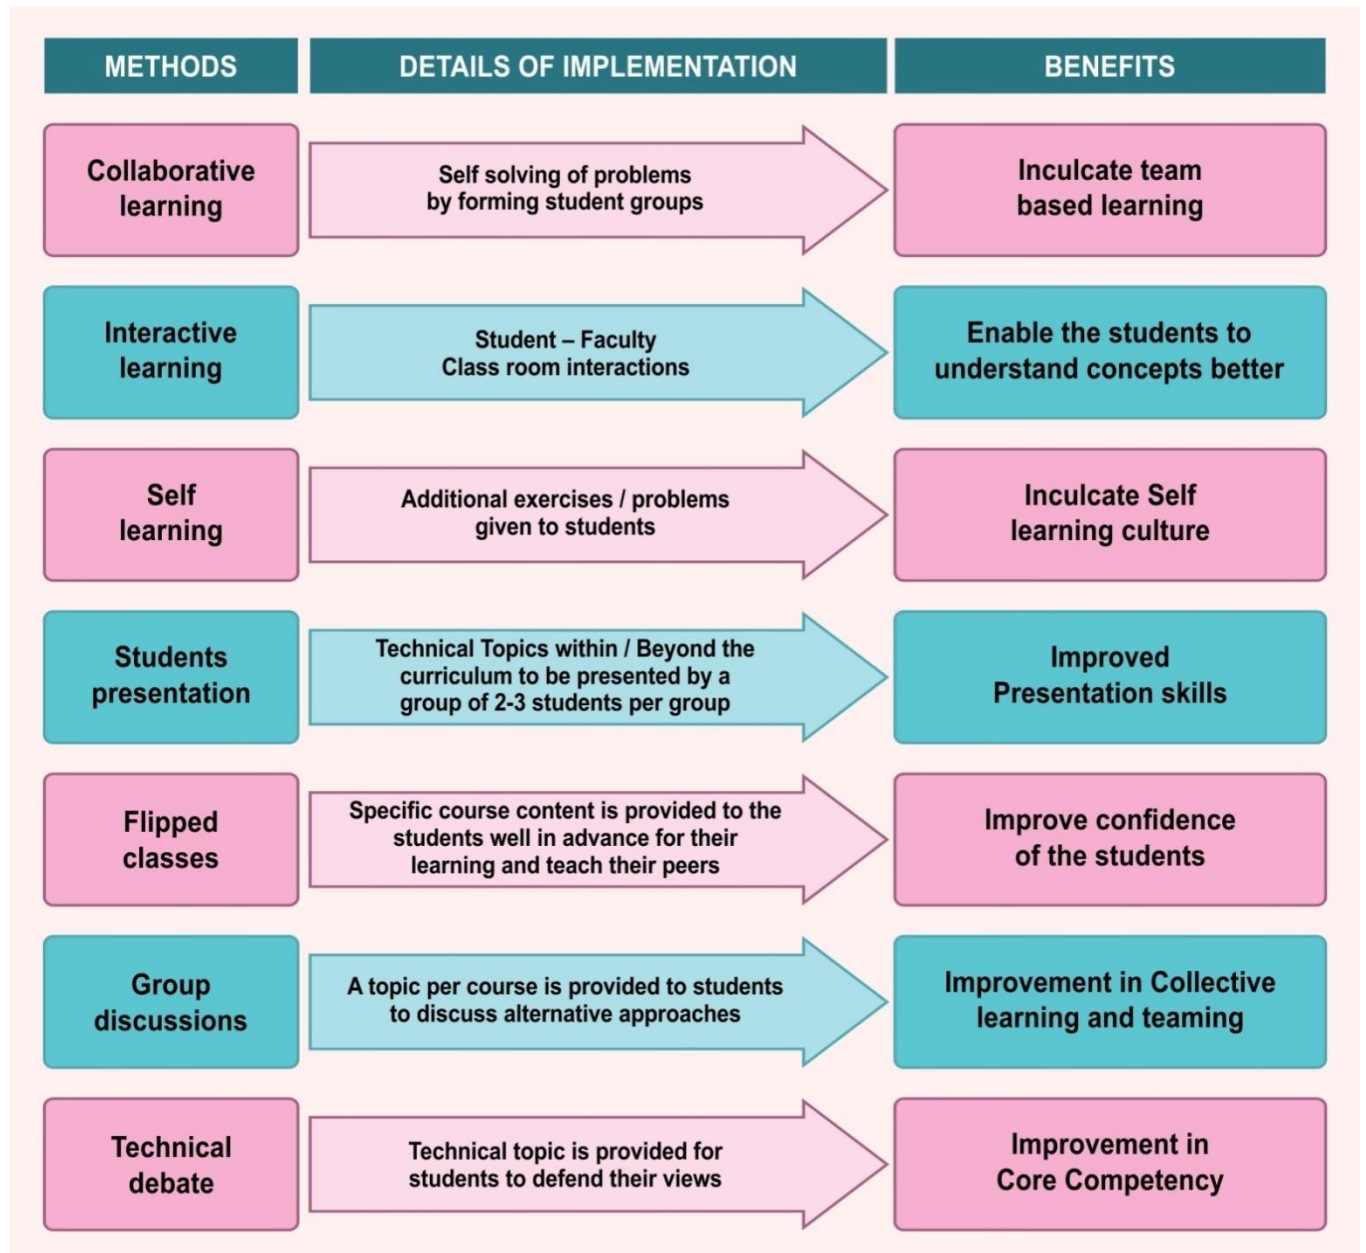 METHODS
DETAILS OF IMPLEMENTATION
BENEFITS
Collaborative
learning
Self solving of problems
by forming student groups
Inculcate team
based learning
Interactive
learning
Student – Faculty
Class room interactions
Enable the students to
understand concepts better
Self
learning
Additional exercises / problems
given to students
Inculcate Self
learning culture
Students
presentation
Technical Topics within / Beyond the
curriculum to be presented by a
group of 2-3 students per group
Improved
Presentation skills
Flipped
classes
Specific course content is provided to the
students well in advance for their
learning and teach their peers
Improve confidence
of the students
Group
discussions
A topic per course is provided to students
to discuss alternative approaches
Improvement in Collective
learning and teaming
Technical
debate
Technical topic is provided for
students to defend their views
Improvement in
Core Competency